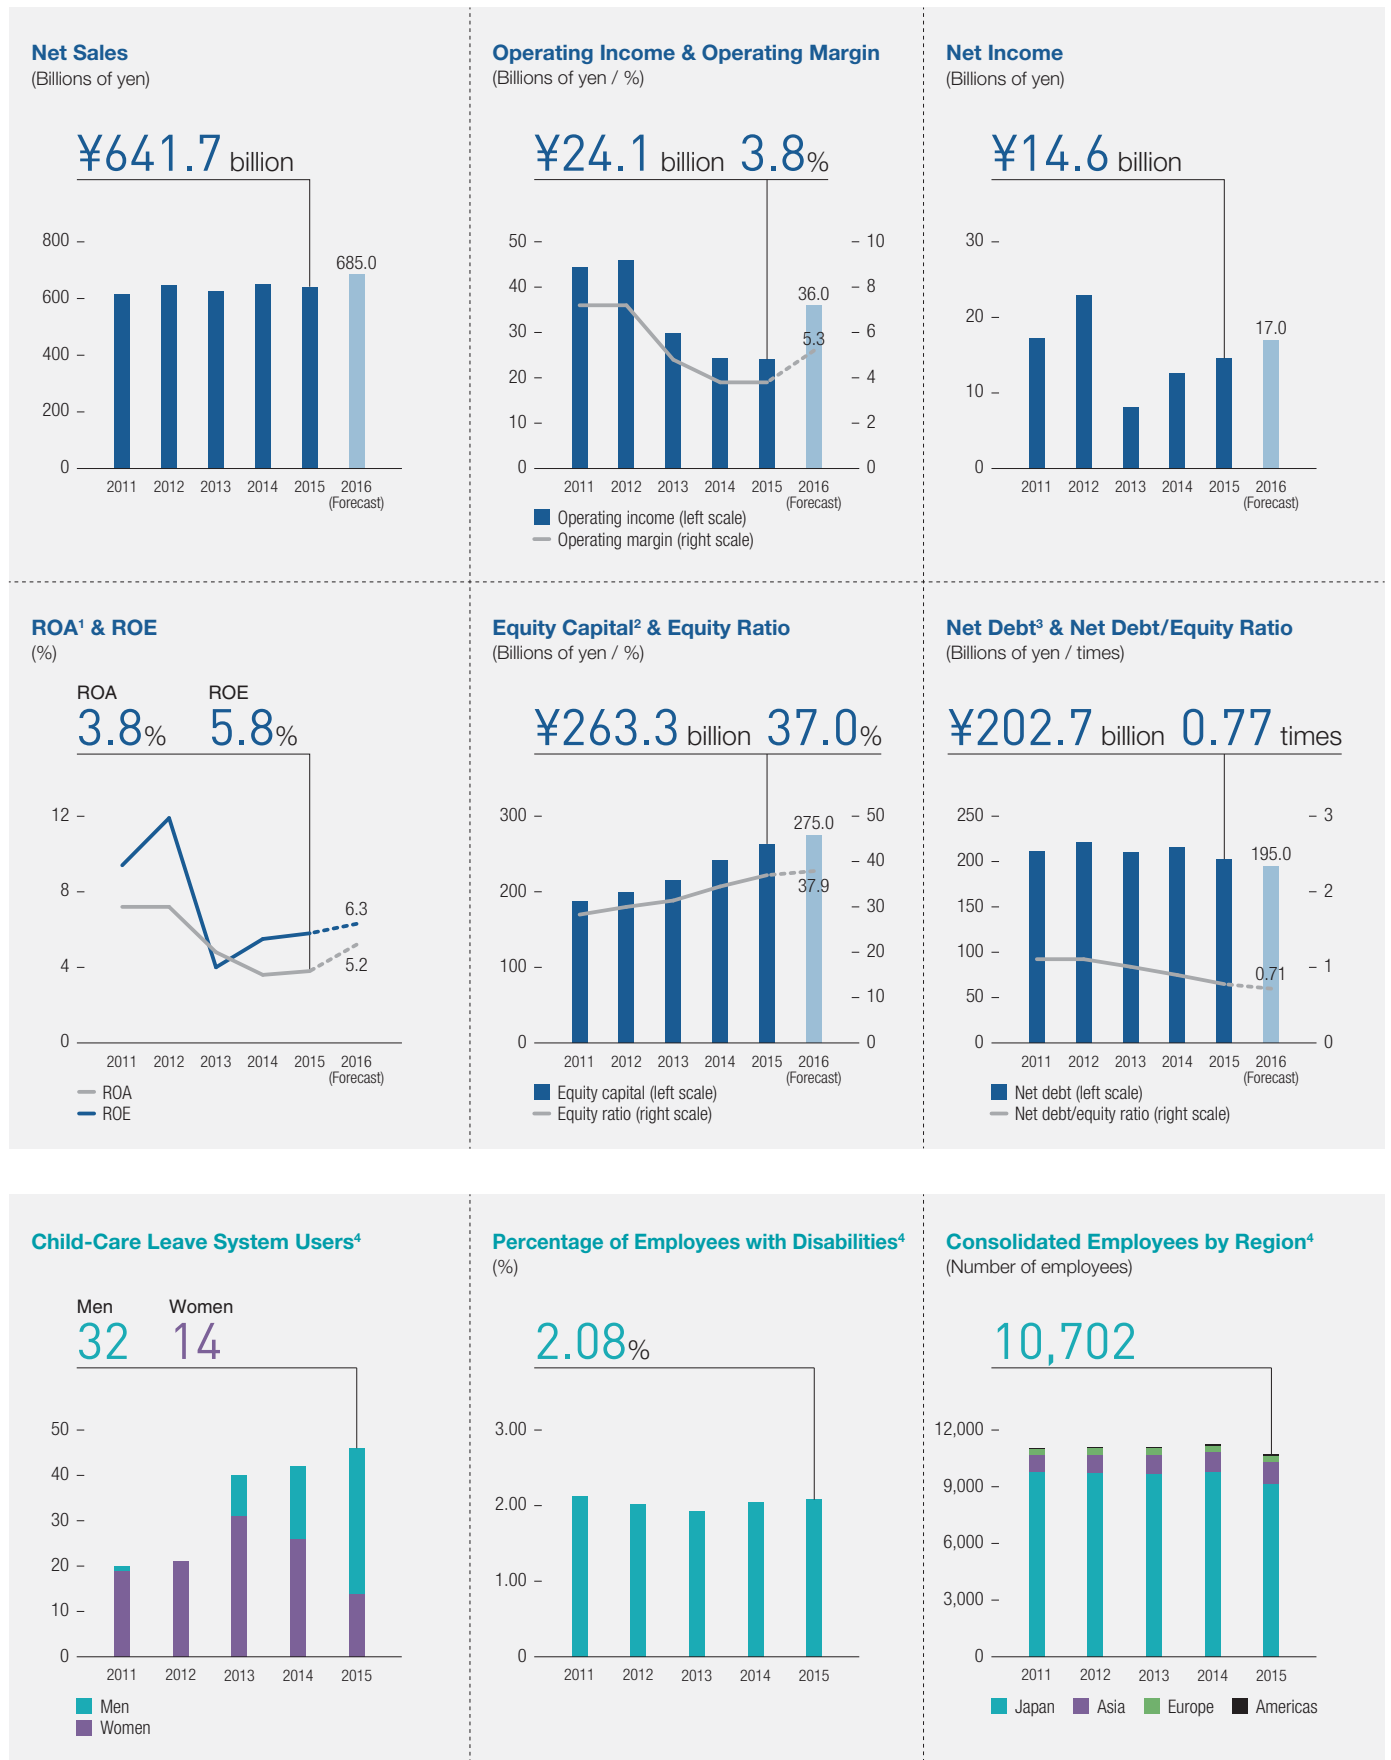 Net Sales
(Billions of yen)
¥641.7 billion
800
600
400
200
0
685.0
2011 2012 2013 2014 2015 2016
(Forecast)
Operating Income & Operating Margin
(Billions of yen / %)
¥24.1 billion 3.8%
50
40
30
20
10
0
10
8
6
4
2
0
36.0
5.3
2011 2012 2013 2014 2015 2016
(Forecast)
Operating income (left scale)
Operating margin (right scale)
Net Income
(Billions of yen)
¥14.6 billion
30
20
10
0
17.0
2011 2012 2013 2014 2015 2016
(Forecast)
ROA¹ & ROE
(%)
ROA ROE
3.8% 5.8%
12
8
4
0
6.3
5.2
2011 2012 2013 2014 2015 2016
(Forecast)
ROA
ROE
Equity Capital² & Equity Ratio
(Billions of yen / %)
¥263.3 billion 37.0%
300
200
100
0
50
40
30
20
10
0
275.0
37.9
2011 2012 2013 2014 2015 2016
(Forecast)
Equity capital (left scale)
Equity ratio (right scale)
Net Debt³ & Net Debt/Equity Ratio
(Billions of yen / times)
¥202.7 billion 0.77 times
250
200
150
100
50
0
3
2
1
0
195.0
0.71
2011 2012 2013 2014 2015 2016
(Forecast)
Net debt (left scale)
Net debt/equity ratio (right scale)
Child-Care Leave System Users⁴
Men Women
32 14
50
40
30
20
10
0
2011 2012 2013 2014 2015
Men
Women
Percentage of Employees with Disabilities⁴
(%)
2.08%
3.00
2.00
1.00
0
2011 2012 2013 2014 2015
Consolidated Employees by Region⁴
(Number of employees)
10,702
12,000
9,000
6,000
3,000
0
2011 2012 2013 2014 2015
Japan Asia Europe Americas